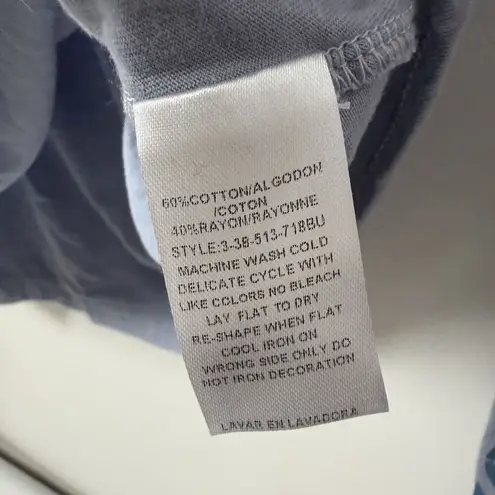 60%COTTON/ALGODON
/COTON
40%RAYON/RAYONNE
STYLE:3-38-513-718BU
MACHINE WASH COLD
DELICATE CYCLE WITH
LIKE COLORS NO BLEACH
LAY FLAT TO DRY
RE-SHAPE WHEN FLAT
COOL IRON ON
WRONG SIDE ONLY DO
NOT IRON DECORATION
LAVAR EN LAVADORA